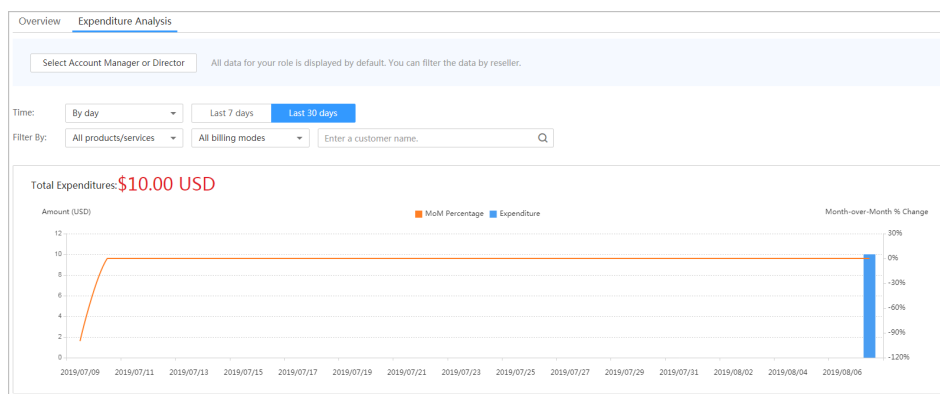 Overview Expenditure Analysis
Select Account Manager or Director All data for your role is displayed by default. You can filter the data by reseller.
Time: By day Last 7 days Last 30 days
Filter By: All products/services All billing modes Enter a customer name.
Total Expenditures:$10.00 USD
Amount (USD) MoM Percentage Expenditure Month-over-Month % Change
12 30%
10 0%
8 -30%
6 -60%
4
2 -90%
0 -120%
2019/07/09 2019/07/11 2019/07/13 2019/07/15 2019/07/17 2019/07/19 2019/07/21 2019/07/23 2019/07/25 2019/07/27 2019/07/29 2019/07/31 2019/08/02 2019/08/04 2019/08/06